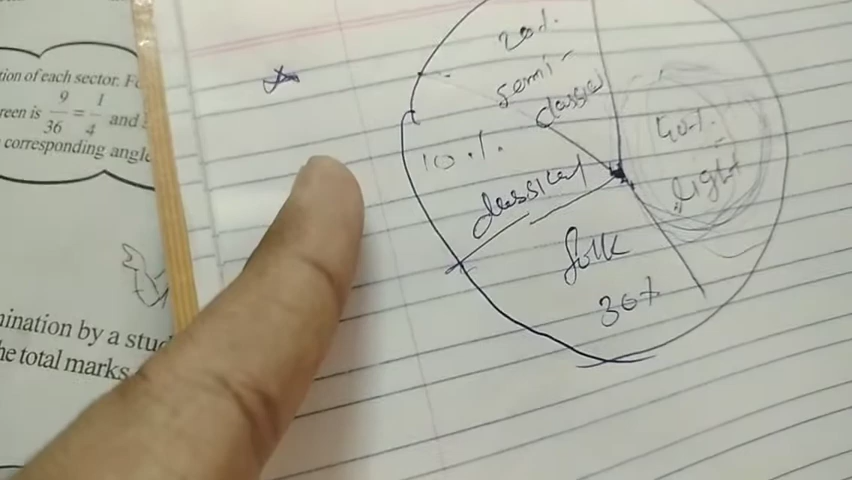 tion of each sector. F
reen is 9/36 = 1/4 and
corresponding angle
nination by a stud
he total marks
20%.
semi-
classical
10%.
classical
40%.
light
folk
30%